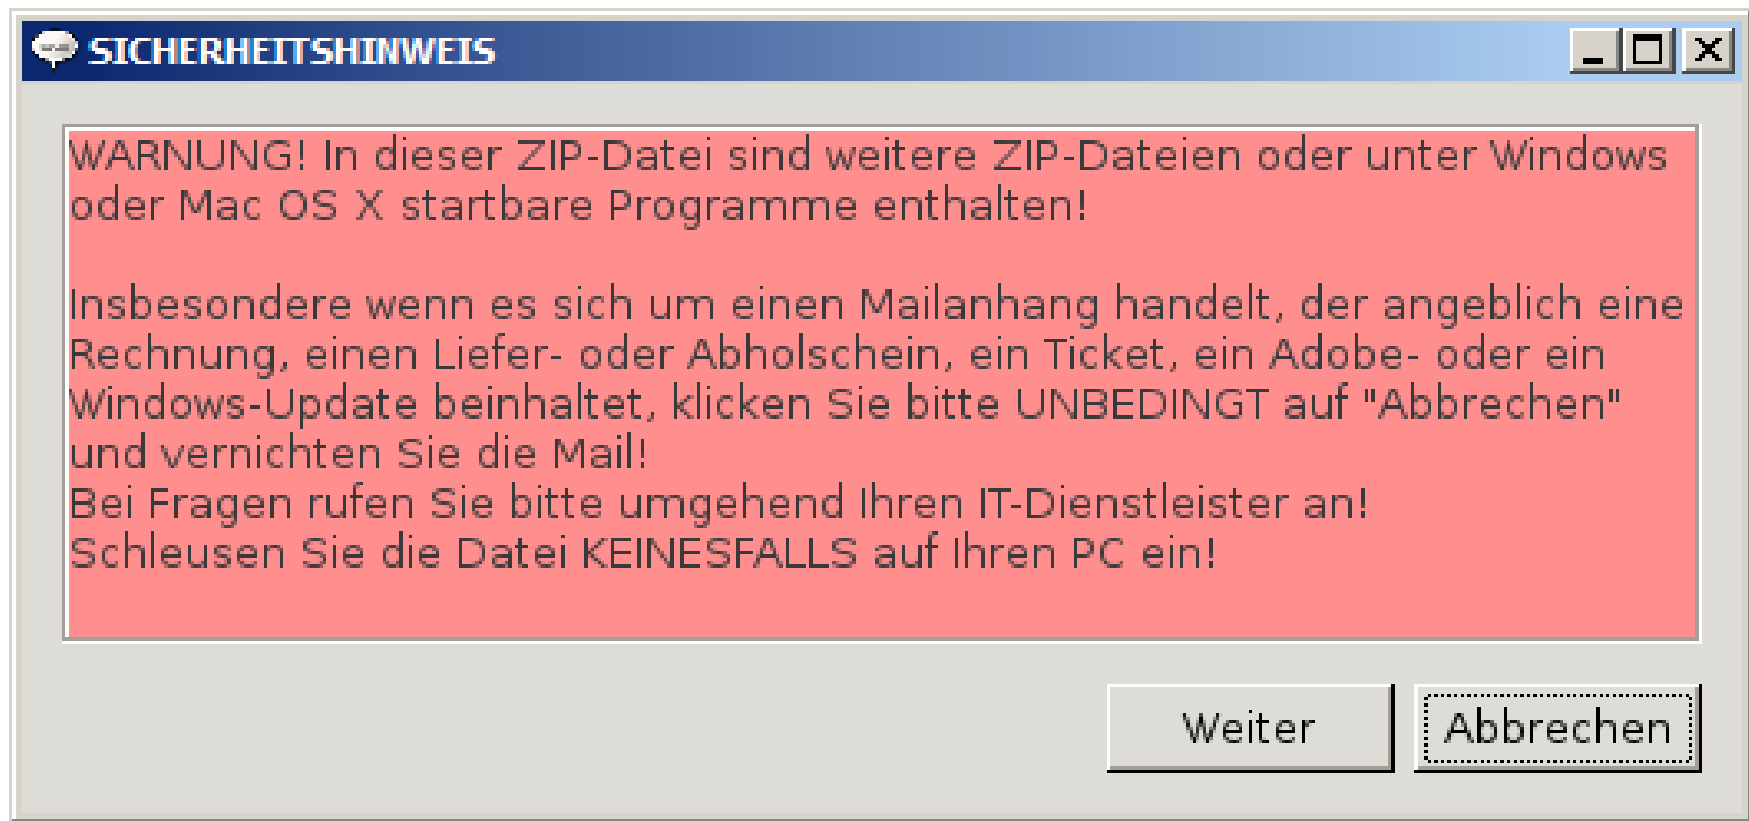 SICHERHEITSHINWEIS
WARNUNG! In dieser ZIP-Datei sind weitere ZIP-Dateien oder unter Windows
oder Mac OS X startbare Programme enthalten!
Insbesondere wenn es sich um einen Mailanhang handelt, der angeblich eine
Rechnung, einen Liefer- oder Abholschein, ein Ticket, ein Adobe- oder ein
Windows-Update beinhaltet, klicken Sie bitte UNBEDINGT auf "Abbrechen"
und vernichten Sie die Mail!
Bei Fragen rufen Sie bitte umgehend Ihren IT-Dienstleister an!
Schleusen Sie die Datei KEINESFALLS auf Ihren PC ein!
Weiter
Abbrechen